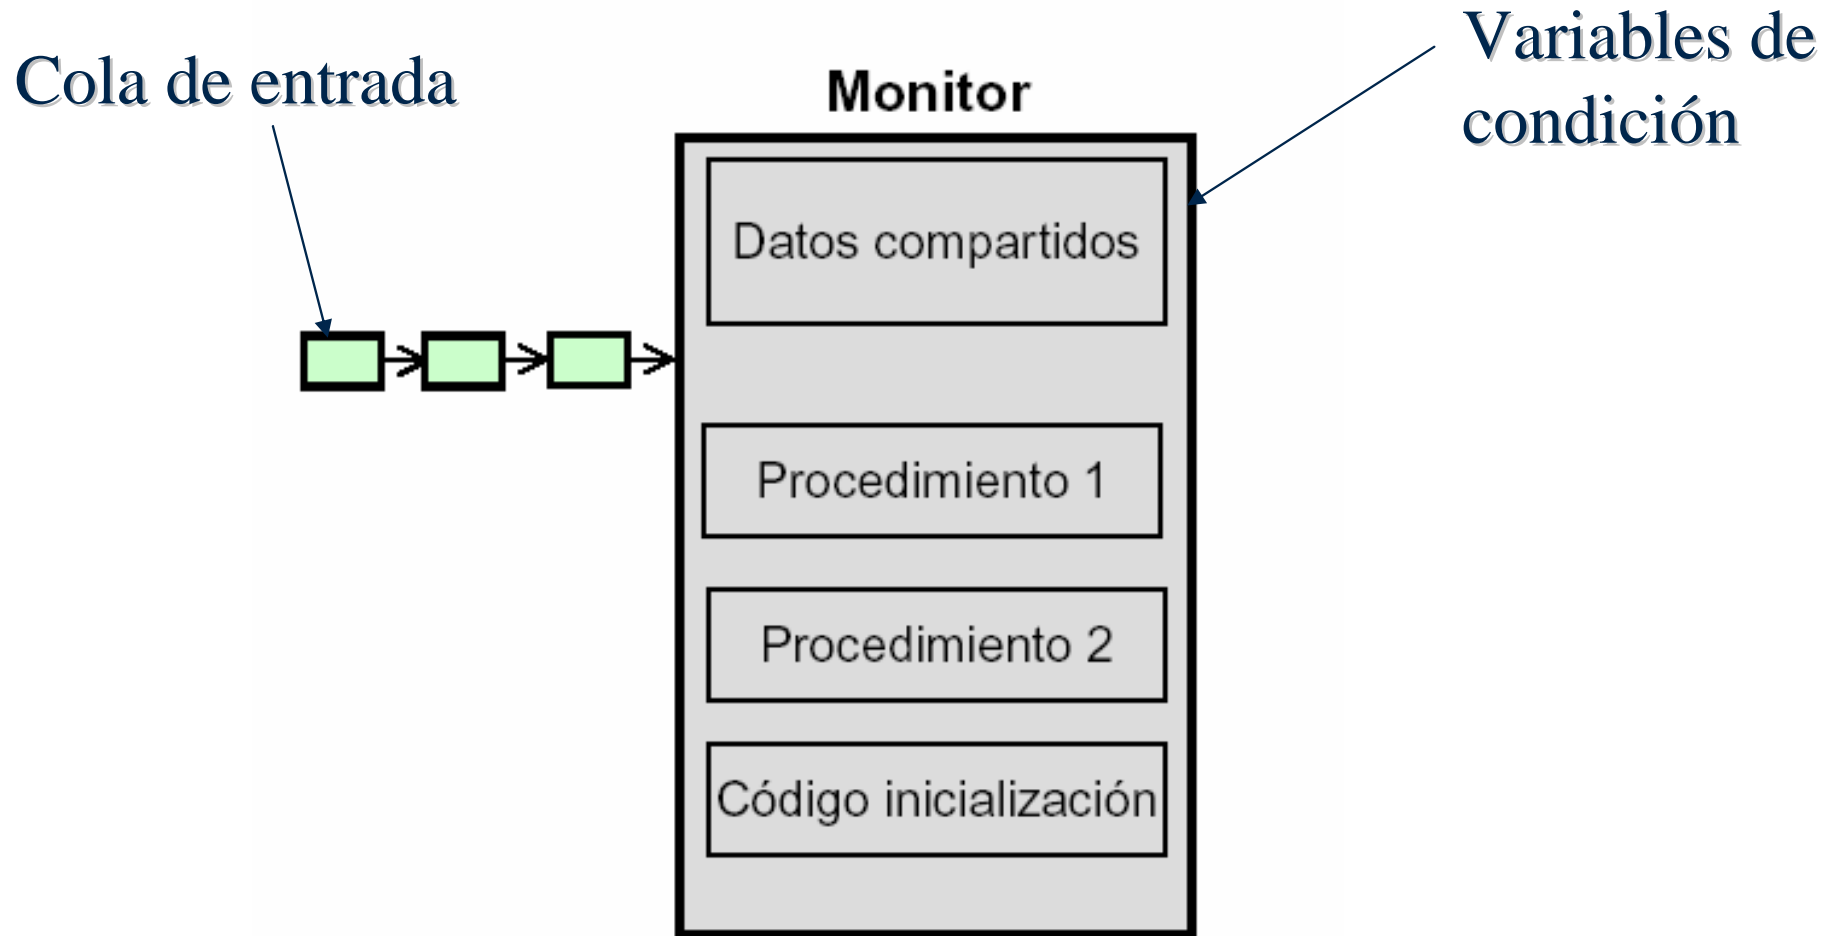 Cola de entrada
Monitor
Variables de
condición
Datos compartidos
Procedimiento 1
Procedimiento 2
Código inicialización